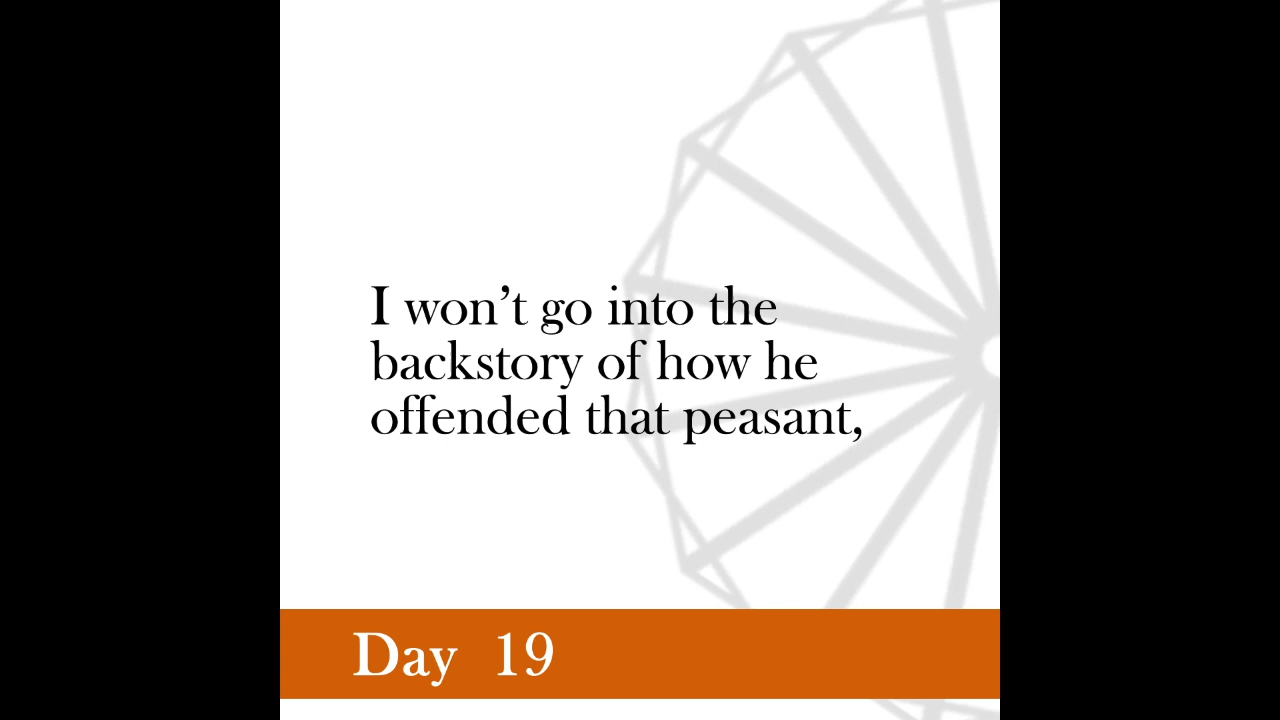 I won’t go into the
backstory of how he
offended that peasant,
Day 19